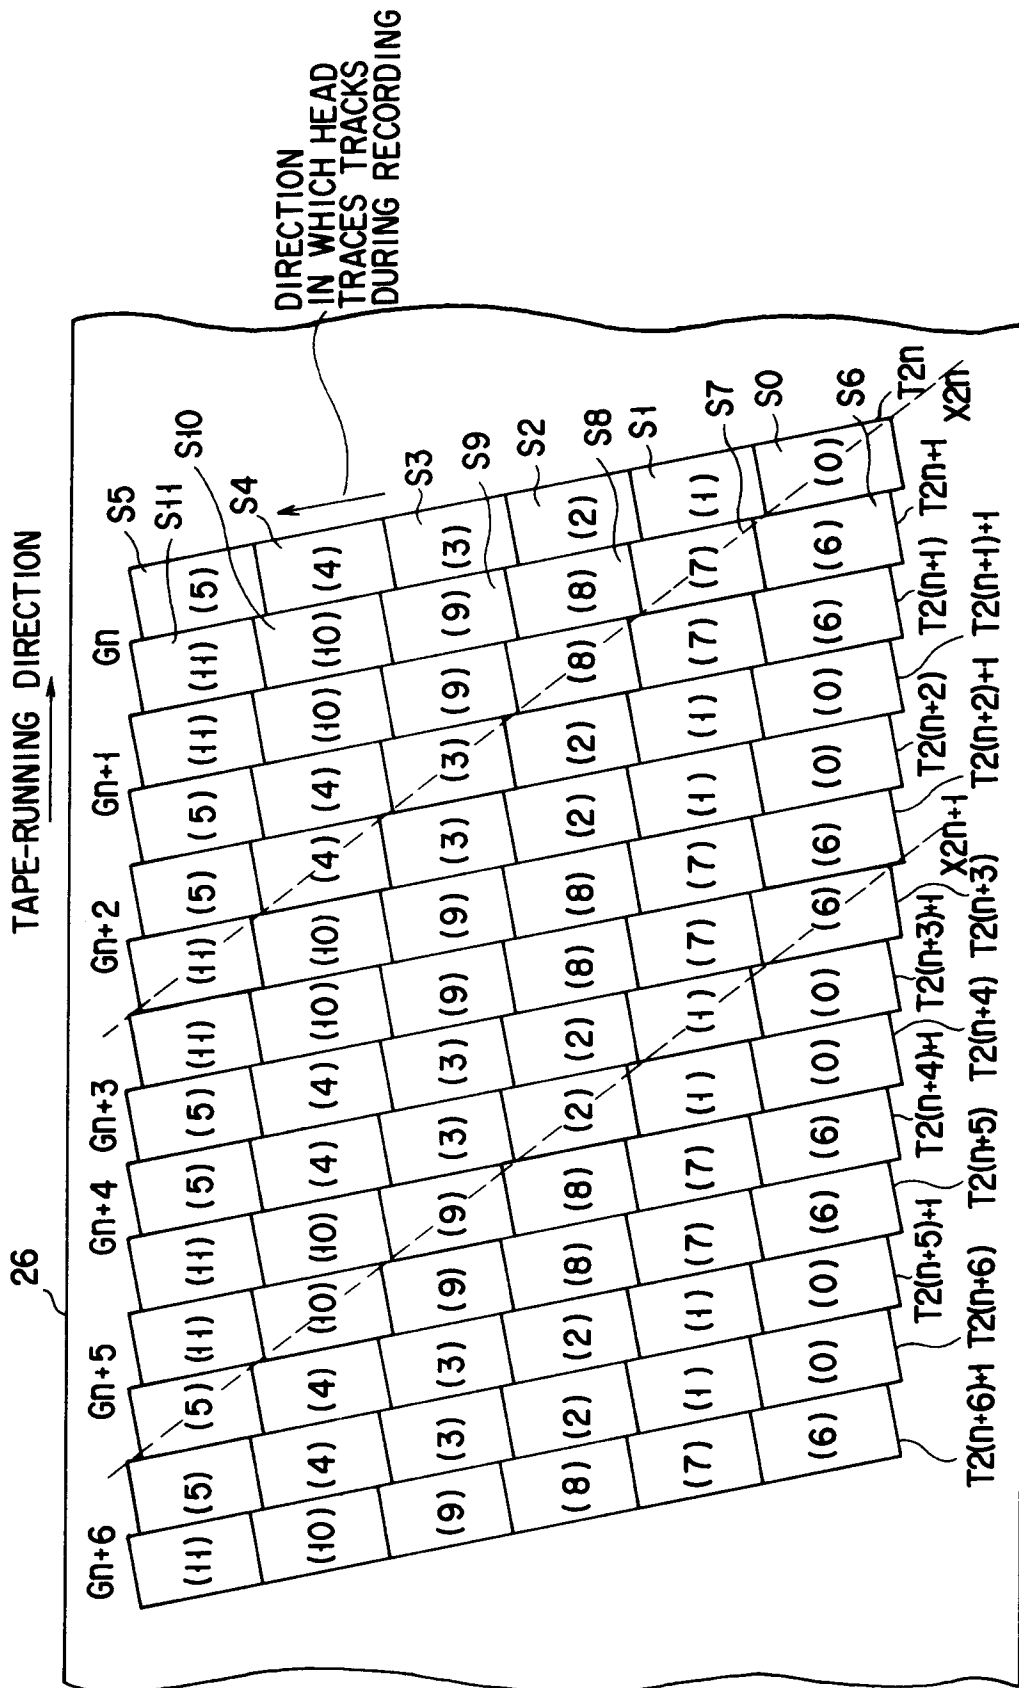 TAPE-RUNNING DIRECTION
26
Gn+6 Gn+5 Gn+4 Gn+3 Gn+2 Gn+1 Gn
S5
S11
S10
S4
DIRECTION
IN WHICH HEAD
TRACES TRACKS
DURING RECORDING
(11) (5) (5) (11) (11) (5) (5) (11) (11) (5) (5) (11) (11) (5)
(10) (4) (4) (10) (10) (4) (4) (10) (10) (4) (4) (10) (10) (4)
(9) (3) (3) (9) (9) (3) (3) (9) (9) (3) (3) (9) (9) (3)
(8) (2) (2) (8) (8) (2) (2) (8) (8) (2) (2) (8) (8) (2)
(7) (1) (1) (7) (7) (1) (1) (7) (7) (1) (1) (7) (7) (1)
(6) (0) (0) (6) (6) (0) (0) (6) (6) (0) (0) (6) (6) (0)
S3
S9
S2
S8
S1
S7
S0
S6
T2n
X2n
T2n+1
T2(n+1)
T2(n+1)+1
T2(n+2)
T2(n+2)+1
X2n+1
T2(n+3)
T2(n+3)+1
T2(n+4)
T2(n+4)+1
T2(n+5)
T2(n+5)+1
T2(n+6)
T2(n+6)+1